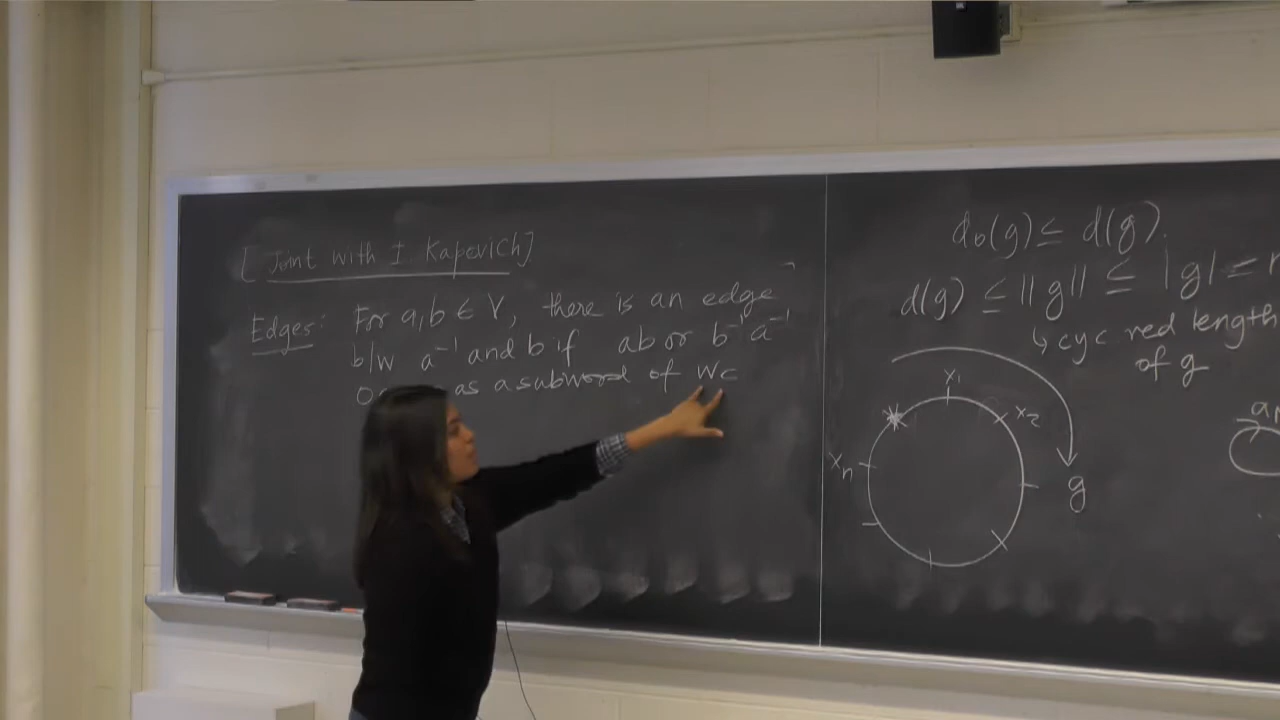 [Joint with I. Kapovich]
Edges: For a,b ∈ V, there is an edge
b/w a⁻¹ and b if ab or b⁻¹a⁻¹
as a subword of wc
d₀(g) ≤ d(g).
d(g) ≤ ||g|| ≤ |g| =
↳ cyc red length
of g
x₁
x₂
xₙ
g